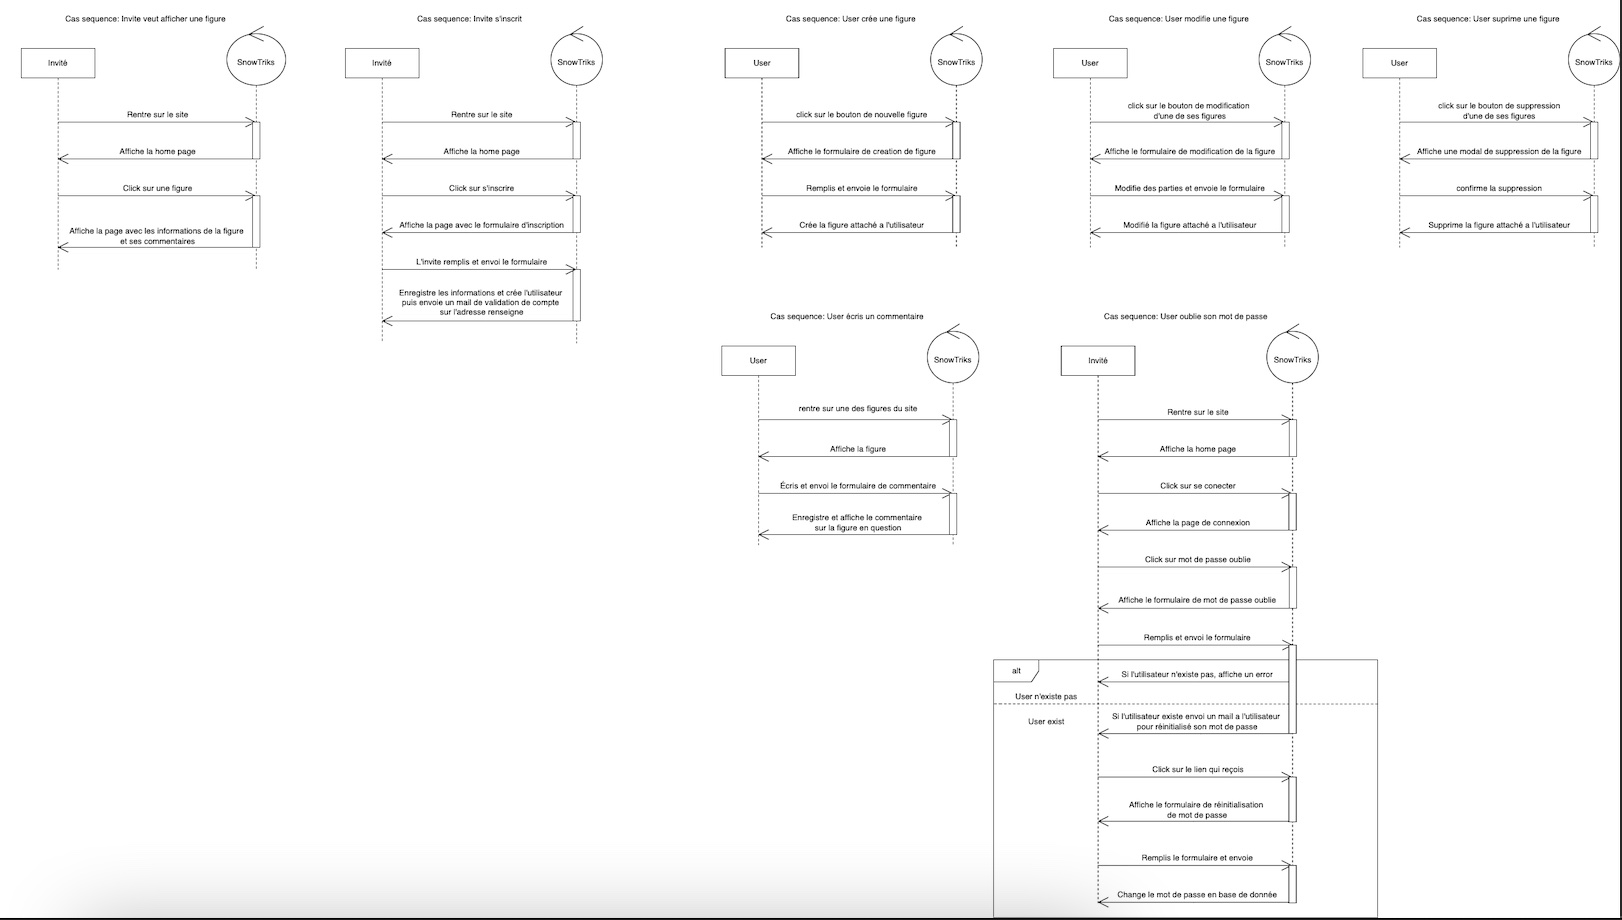 Cas sequence: Invite veut afficher une figure
Invité
SnowTriks
Rentre sur le site
Affiche la home page
Click sur une figure
Affiche la page avec les informations de la figure
et ses commentaires
Cas sequence: Invite s'inscrit
Invité
SnowTriks
Rentre sur le site
Affiche la home page
Click sur s'inscrire
Affiche la page avec le formulaire d'inscription
L'invite remplis et envoi le formulaire
Enregistre les informations et crée l'utilisateur
puis envoie un mail de validation de compte
sur l'adresse renseigne
Cas sequence: User crée une figure
User
SnowTriks
click sur le bouton de nouvelle figure
Affiche le formulaire de creation de figure
Remplis et envoie le formulaire
Crée la figure attaché a l'utilisateur
Cas sequence: User modifie une figure
User
SnowTriks
click sur le bouton de modification
d'une de ses figures
Affiche le formulaire de modification de la figure
Modifie des parties et envoie le formulaire
Modifié la figure attaché a l'utilisateur
Cas sequence: User suprime une figure
User
SnowTriks
click sur le bouton de suppression
d'une de ses figures
Affiche une modal de suppression de la figure
confirme la suppression
Supprime la figure attaché a l'utilisateur
Cas sequence: User écris un commentaire
User
SnowTriks
rentre sur une des figures du site
Affiche la figure
Écris et envoi le formulaire de commentaire
Enregistre et affiche le commentaire
sur la figure en question
Cas sequence: User oublie son mot de passe
Invité
SnowTriks
Rentre sur le site
Affiche la home page
Click sur se conecter
Affiche la page de connexion
Click sur mot de passe oublie
Affiche le formulaire de mot de passe oublie
Remplis et envoi le formulaire
alt
Si l'utilisateur n'existe pas, affiche un error
User n'existe pas
User exist
Si l'utilisateur existe envoi un mail a l'utilisateur
pour réinitialisé son mot de passe
Click sur le lien qui reçois
Affiche le formulaire de réinitialisation
de mot de passe
Remplis le formulaire et envoie
Change le mot de passe en base de donnée